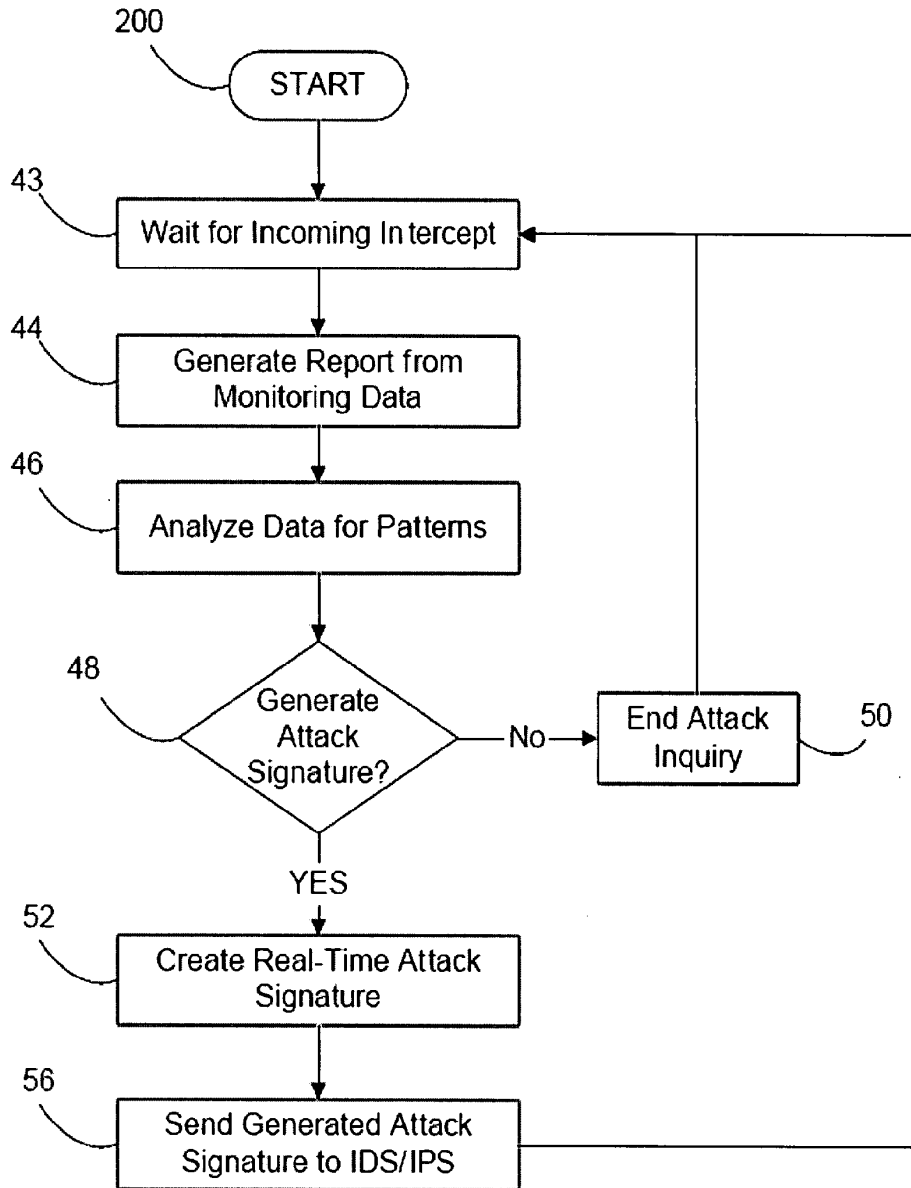 200
START
43
Wait for Incoming Intercept
44
Generate Report from
Monitoring Data
46
Analyze Data for Patterns
48
Generate
Attack
Signature?
No
End Attack
Inquiry
50
YES
52
Create Real-Time Attack
Signature
56
Send Generated Attack
Signature to IDS/IPS